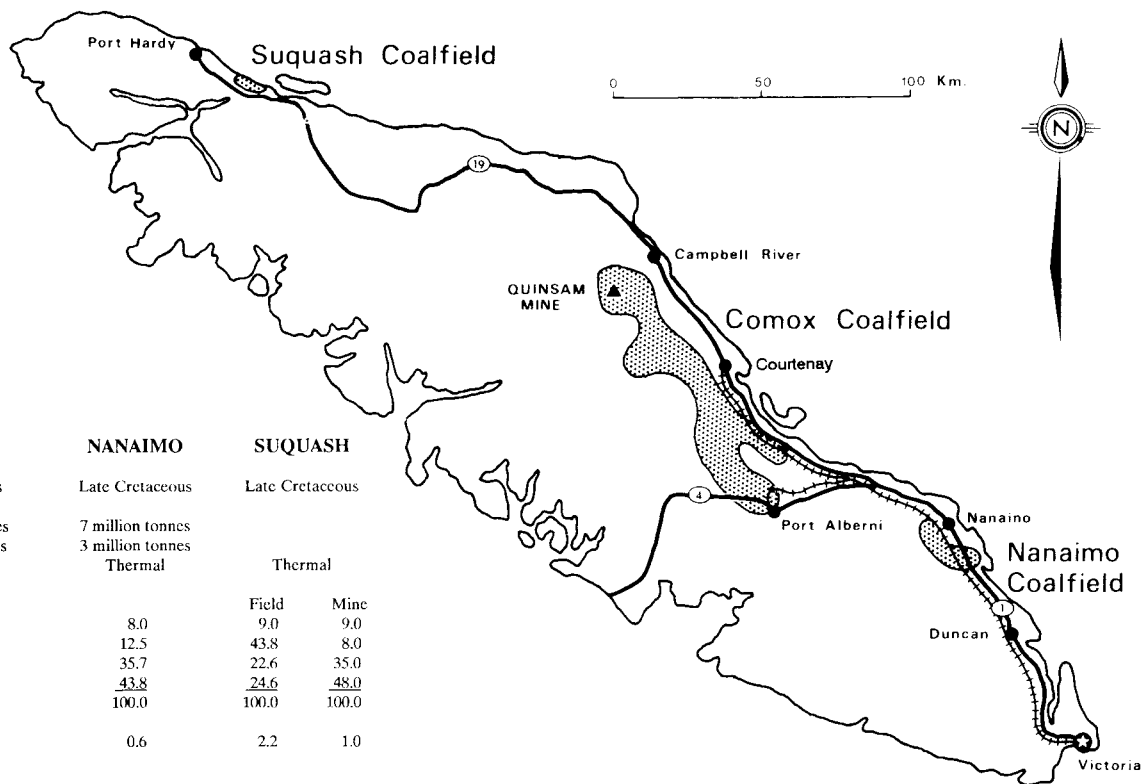 Port Hardy
Suquash Coalfield
0 50 100 Km.
N
19
Campbell River
QUINSAM
MINE
Comox Coalfield
Courtenay
4
Port Alberni
Nanaino
Nanaimo
Coalfield
1
Duncan
Victoria
NANAIMO SUQUASH
s Late Cretaceous Late Cretaceous
es 7 million tonnes
s 3 million tonnes
Thermal Thermal
Field Mine
8.0 9.0 9.0
12.5 43.8 8.0
35.7 22.6 35.0
43.8 24.6 48.0
100.0 100.0 100.0
0.6 2.2 1.0